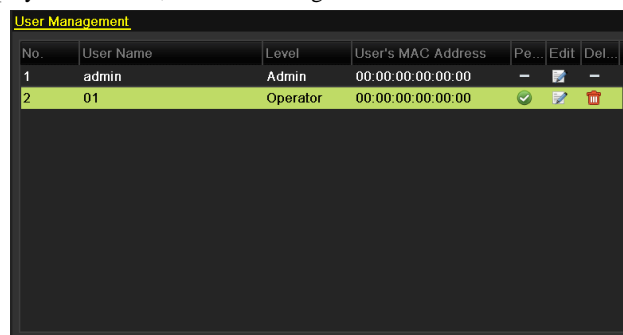 User Management
No. User Name Level User's MAC Address Pe... Edit Del...
1 admin Admin 00:00:00:00:00:00 – –
2 01 Operator 00:00:00:00:00:00